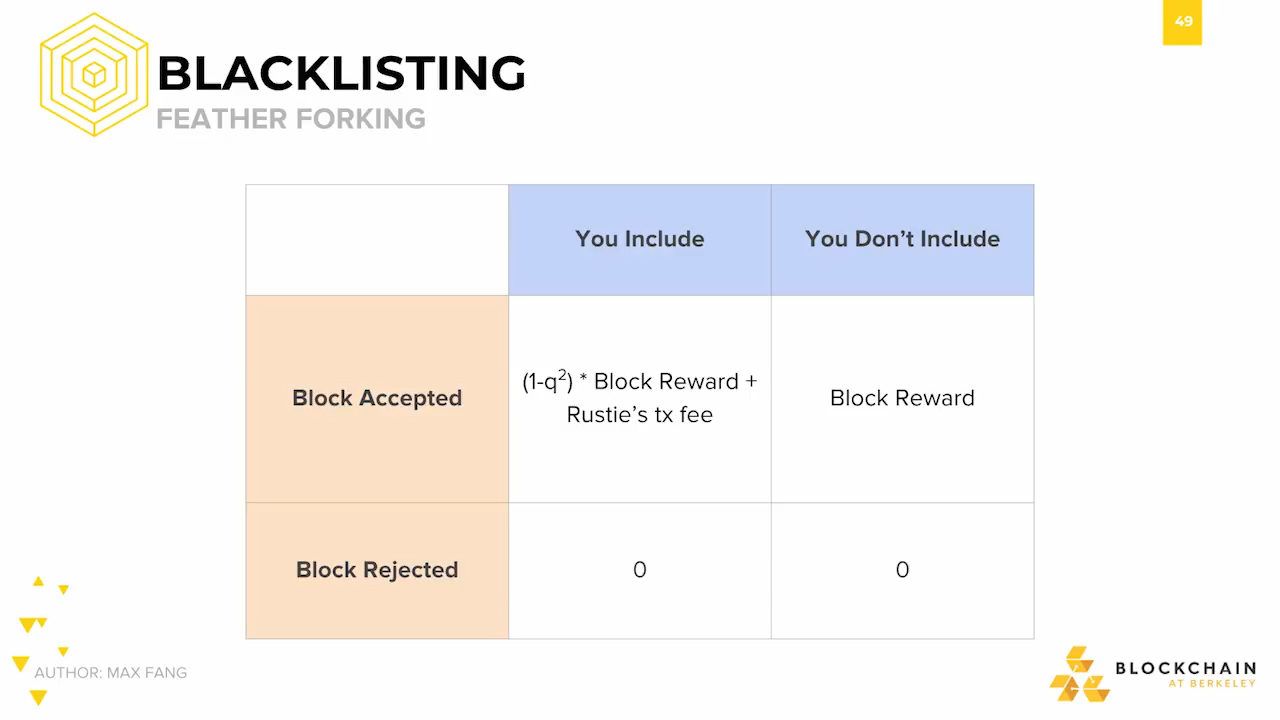 49
BLACKLISTING
FEATHER FORKING
You Include
You Don’t Include
Block Accepted
(1-q²) * Block Reward +
Rustie’s tx fee
Block Reward
Block Rejected
0
0
AUTHOR: MAX FANG
BLOCKCHAIN
AT BERKELEY